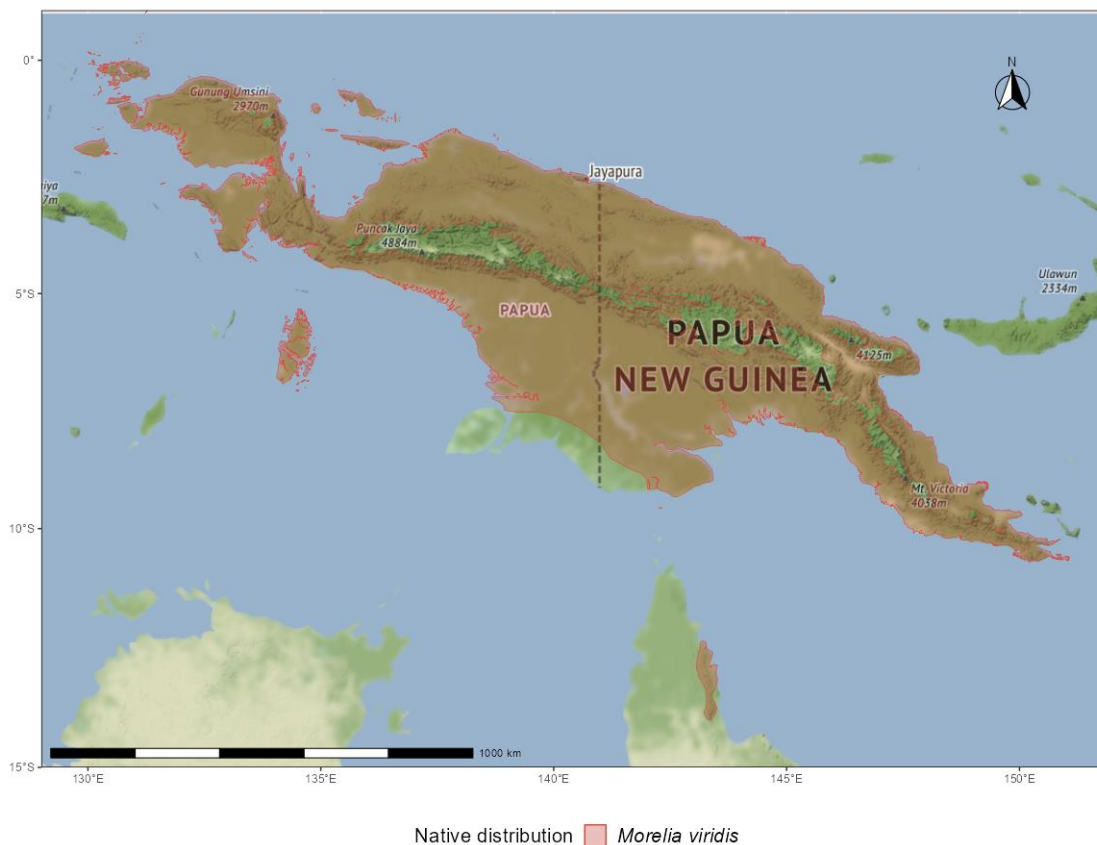 0°
Gunung Umsini
2970m
N
Jayapura
7m
Puncak Jaya
4884m
5°S
PAPUA
PAPUA
NEW GUINEA
Ulawun
2334m
4125m
Mt. Victoria
4038m
10°S
1000 km
15°S
130°E
135°E
140°E
145°E
150°E
Native distribution Morelia viridis